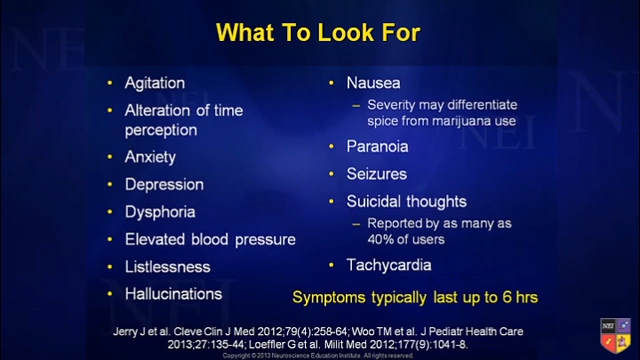 What To Look For
• Agitation
• Alteration of time
perception
• Anxiety
• Depression
• Dysphoria
• Elevated blood pressure
• Listlessness
• Hallucinations
• Nausea
– Severity may differentiate
spice from marijuana use
• Paranoia
• Seizures
• Suicidal thoughts
– Reported by as many as
40% of users
• Tachycardia
Symptoms typically last up to 6 hrs
Jerry J et al. Cleve Clin J Med 2012;79(4):258-64; Woo TM et al. J Pediatr Health Care
2013;27:135-44; Loeffler G et al. Milit Med 2012;177(9):1041-8.
Copyright © 2013 Neuroscience Education Institute. All rights reserved.
NEI
NEI
NEI
NEI
NEI